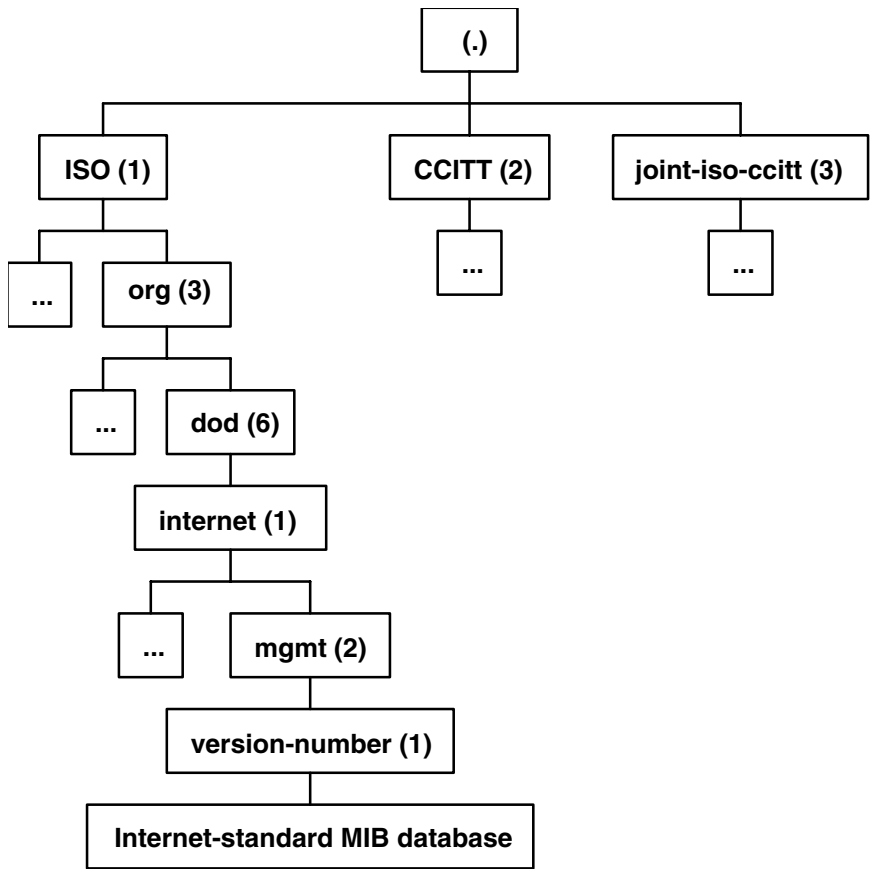 (.)
ISO (1)
CCITT (2)
joint-iso-ccitt (3)
...
org (3)
...
...
...
dod (6)
internet (1)
...
mgmt (2)
version-number (1)
Internet-standard MIB database